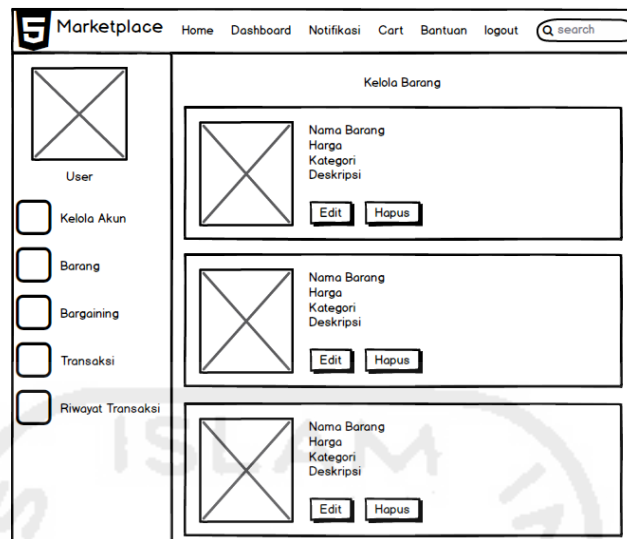 5 Marketplace Home Dashboard Notifikasi Cart Bantuan logout search
User
Kelola Akun
Barang
Bargaining
Transaksi
Riwayat Transaksi
Kelola Barang
Nama Barang
Harga
Kategori
Deskripsi
Edit Hapus
Nama Barang
Harga
Kategori
Deskripsi
Edit Hapus
Nama Barang
Harga
Kategori
Deskripsi
Edit Hapus
ISLAM